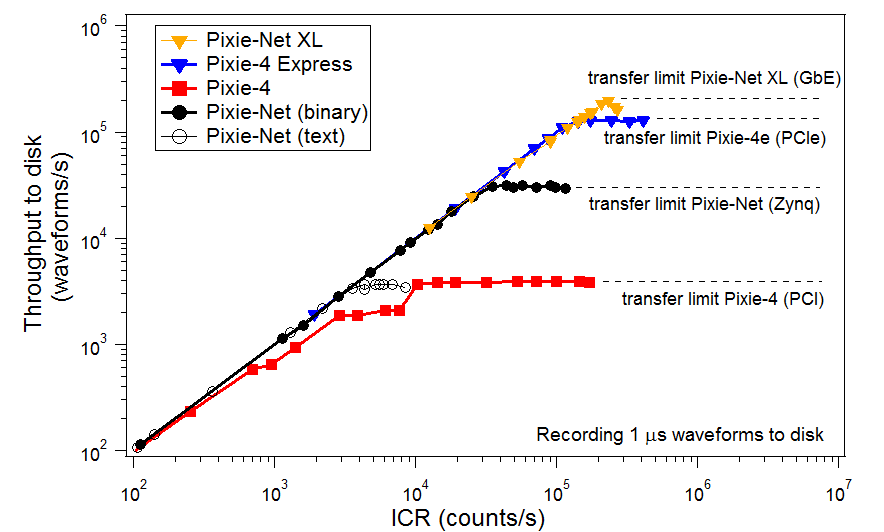 10⁶
10⁵
10⁴
10³
10²
Throughput to disk
(waveforms/s)
Pixie-Net XL
Pixie-4 Express
Pixie-4
Pixie-Net (binary)
Pixie-Net (text)
transfer limit Pixie-Net XL (GbE)
transfer limit Pixie-4e (PCIe)
transfer limit Pixie-Net (Zynq)
transfer limit Pixie-4 (PCI)
Recording 1 μs waveforms to disk
10² 10³ 10⁴ 10⁵ 10⁶ 10⁷
ICR (counts/s)